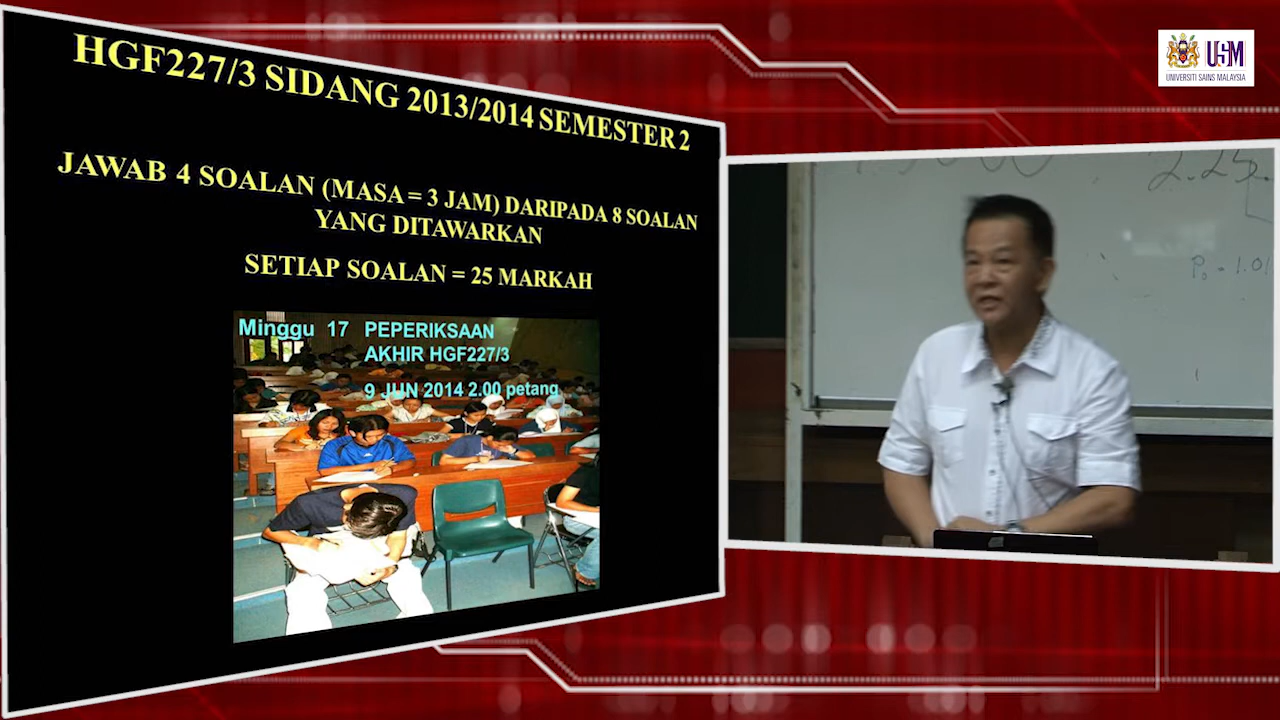 HGF227/3 SIDANG 2013/2014 SEMESTER 2
JAWAB 4 SOALAN (MASA = 3 JAM) DARIPADA 8 SOALAN
YANG DITAWARKAN
SETIAP SOALAN = 25 MARKAH
Minggu 17 PEPERIKSAAN
AKHIR HGF227/3
9 JUN 2014 2.00 petang
USM
UNIVERSITI SAINS MALAYSIA
2.25